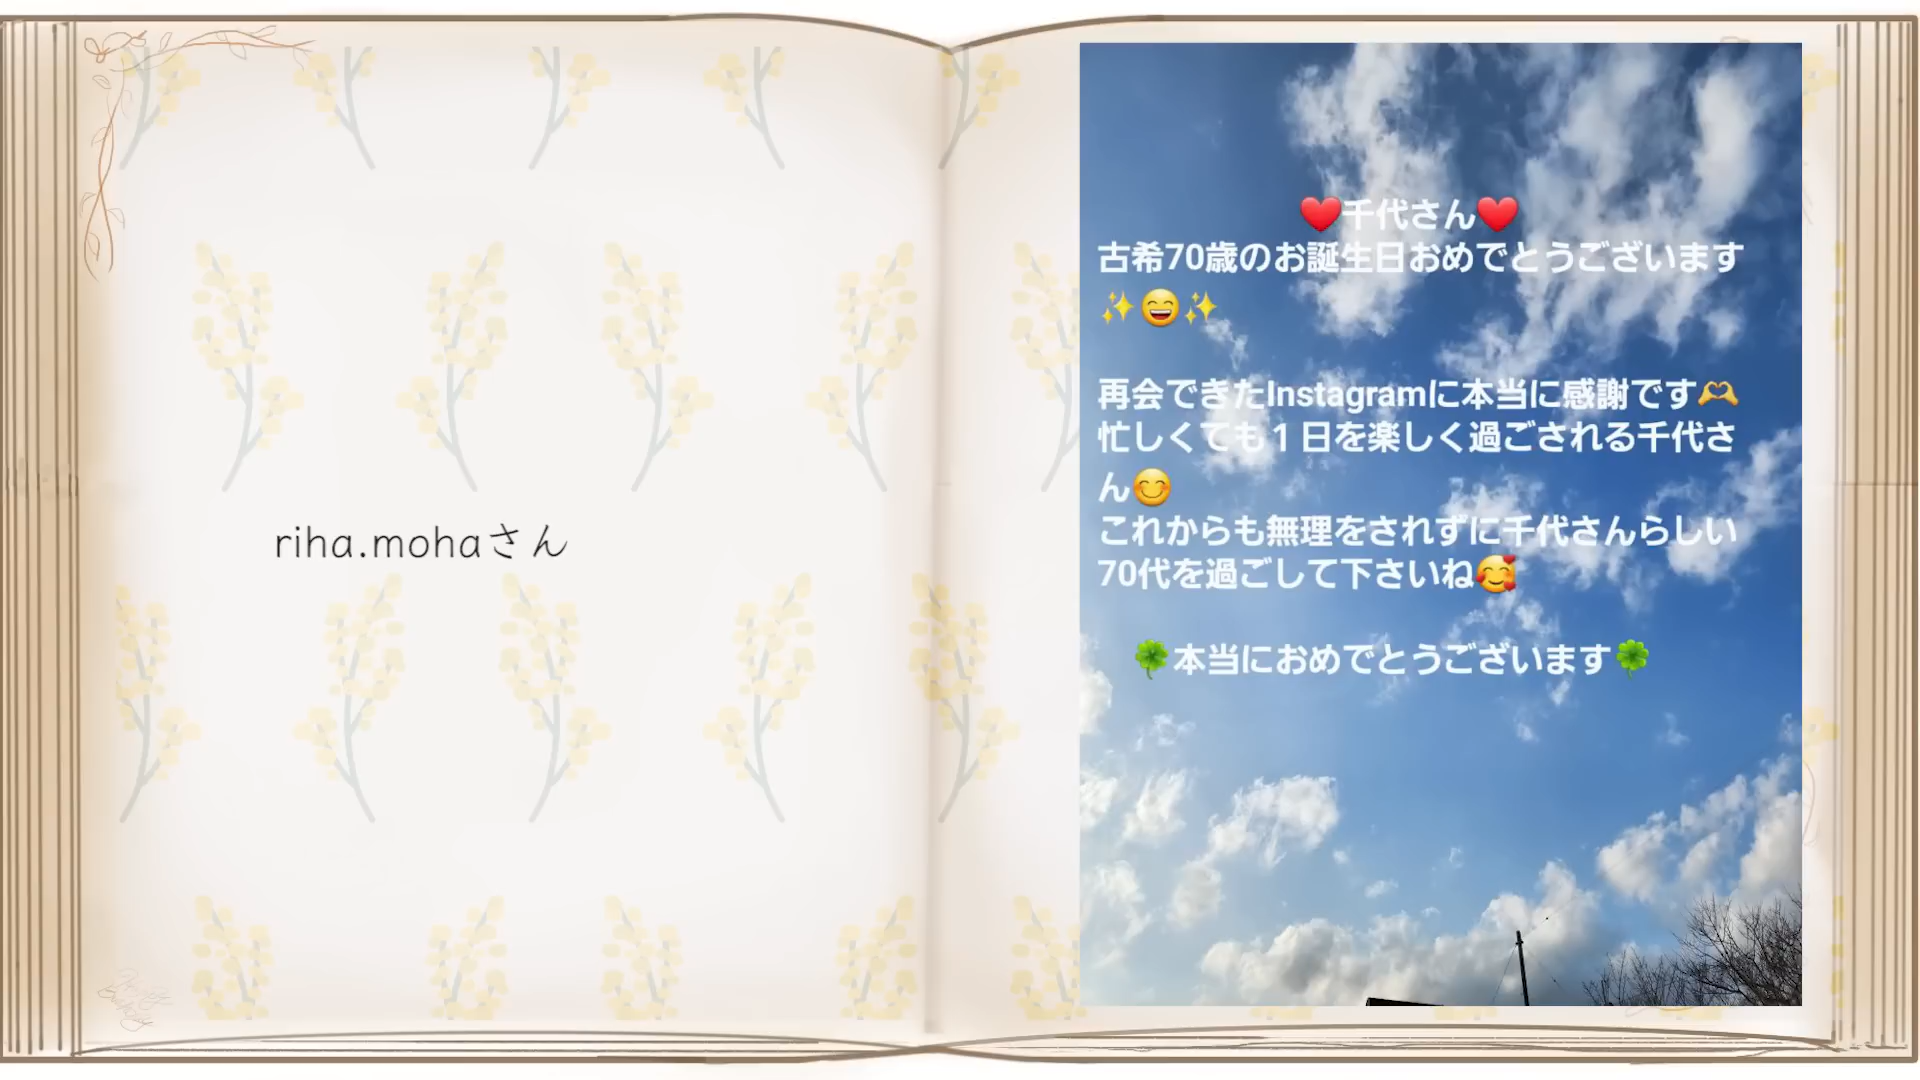 riha.mohaさん
❤️千代さん❤️
古希70歳のお誕生日おめでとうございます
✨😄✨
再会できたInstagramに本当に感謝です🫶
忙しくても１日を楽しく過ごされる千代さ
ん😊
これからも無理をされずに千代さんらしい
70代を過ごして下さいね🥰
🍀本当におめでとうございます🍀